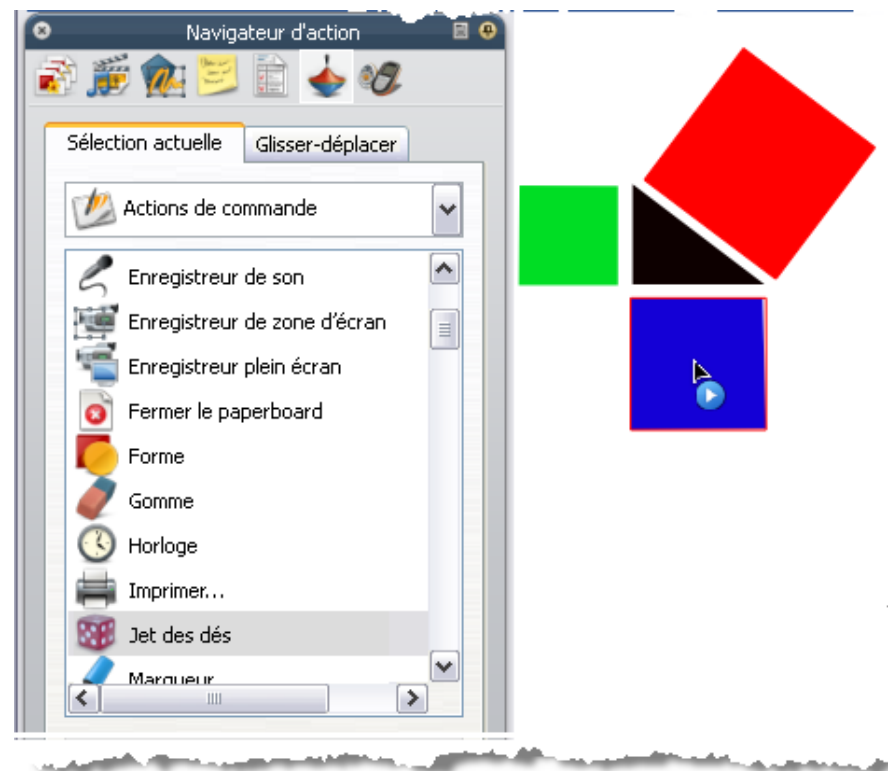 Navigateur d'action
Sélection actuelle
Glisser-déplacer
Actions de commande
Enregistreur de son
Enregistreur de zone d'écran
Enregistreur plein écran
Fermer le paperboard
Forme
Gomme
Horloge
Imprimer...
Jet des dés
Marqueur